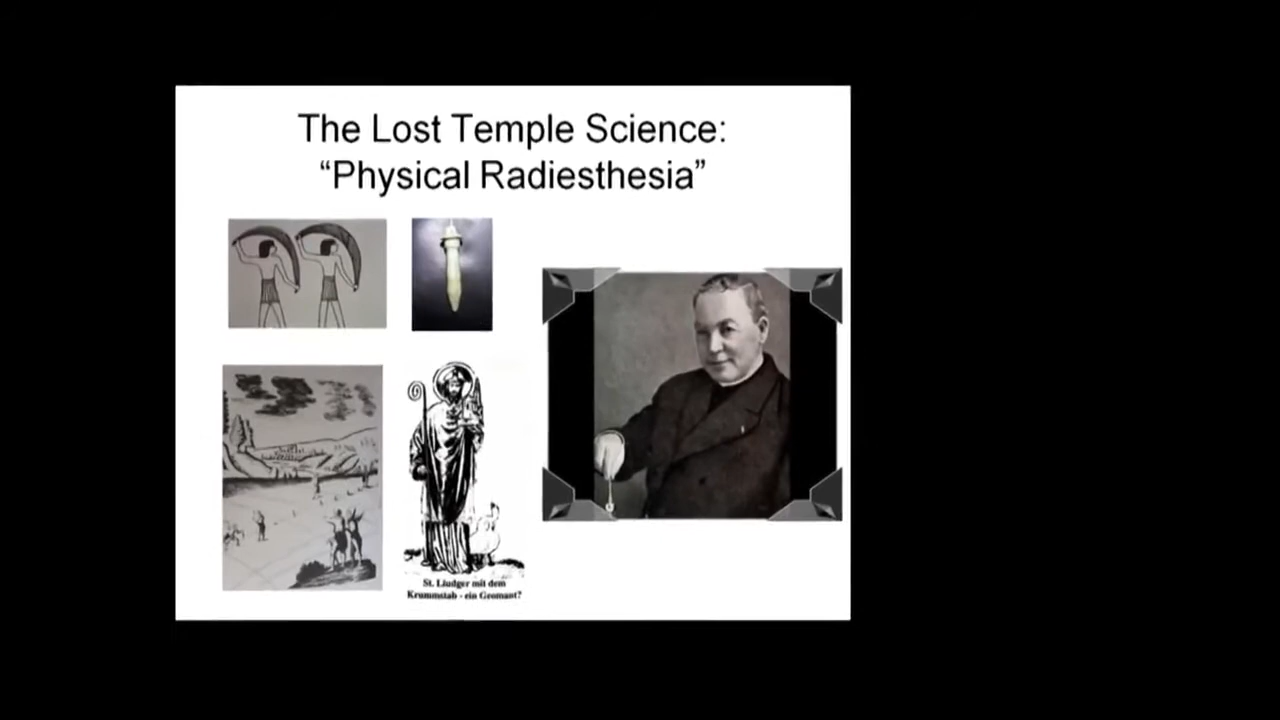 The Lost Temple Science:
“Physical Radiesthesia”
St. Liudger mit dem
Krummstab - ein Geomant?